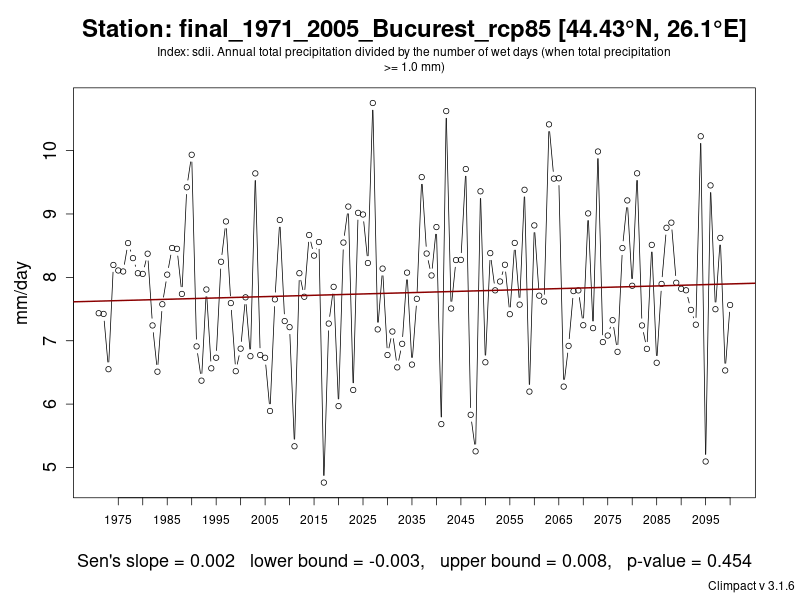 Station: final_1971_2005_Bucurest_rcp85 [44.43°N, 26.1°E]
Index: sdii. Annual total precipitation divided by the number of wet days (when total precipitation
>= 1.0 mm)
10
9
8
7
6
5
mm/day
1975 1985 1995 2005 2015 2025 2035 2045 2055 2065 2075 2085 2095
Sen's slope = 0.002 lower bound = -0.003, upper bound = 0.008, p-value = 0.454
Climpact v 3.1.6